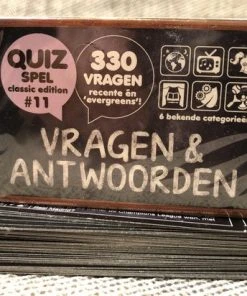 QUIZ
SPEL
classic edition
#11
330
VRAGEN
recente én
'evergreens'!
6 bekende categorieën
VRAGEN &
ANTWOORDEN